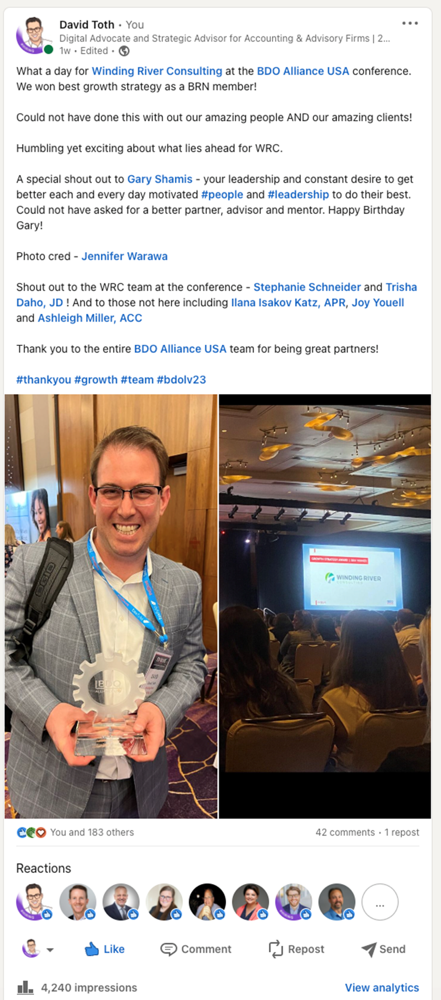 David Toth • You
Digital Advocate and Strategic Advisor for Accounting & Advisory Firms | 2...
1w • Edited •
What a day for Winding River Consulting at the BDO Alliance USA conference.
We won best growth strategy as a BRN member!
Could not have done this with out our amazing people AND our amazing clients!
Humbling yet exciting about what lies ahead for WRC.
A special shout out to Gary Shamis - your leadership and constant desire to get
better each and every day motivated #people and #leadership to do their best.
Could not have asked for a better partner, advisor and mentor. Happy Birthday
Gary!
Photo cred - Jennifer Warawa
Shout out to the WRC team at the conference - Stephanie Schneider and Trisha
Daho, JD ! And to those not here including Ilana Isakov Katz, APR, Joy Youell
and Ashleigh Miller, ACC
Thank you to the entire BDO Alliance USA team for being great partners!
#thankyou #growth #team #bdolv23
BDO
GROWTH STRATEGY AWARD
WINDING RIVER
CONSULTING
You and 183 others
42 comments • 1 repost
Reactions
...
Like
Comment
Repost
Send
4,240 impressions
View analytics